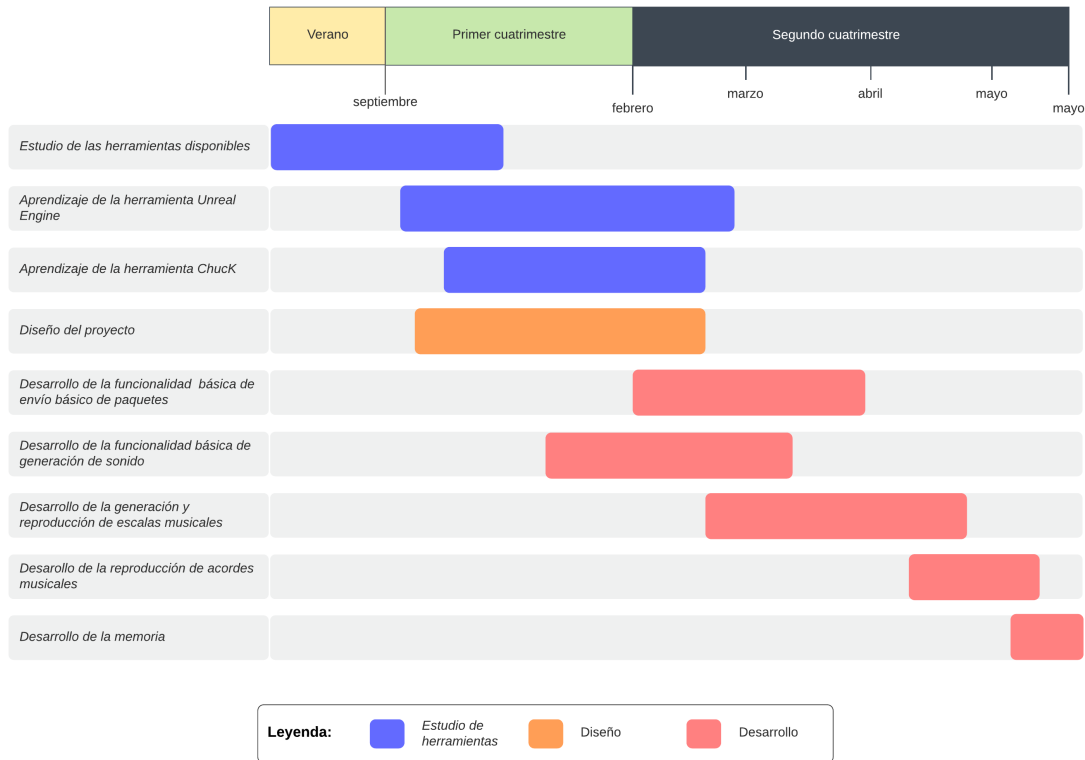 Verano
Primer cuatrimestre
Segundo cuatrimestre
septiembre
febrero
marzo
abril
mayo
mayo
Estudio de las herramientas disponibles
Aprendizaje de la herramienta Unreal
Engine
Aprendizaje de la herramienta ChucK
Diseño del proyecto
Desarrollo de la funcionalidad  básica de
envío básico de paquetes
Desarrollo de la funcionalidad básica de
generación de sonido
Desarrollo de la generación y
reproducción de escalas musicales
Desarollo de la reproducción de acordes
musicales
Desarrollo de la memoria
Leyenda:
Estudio de
herramientas
Diseño
Desarrollo